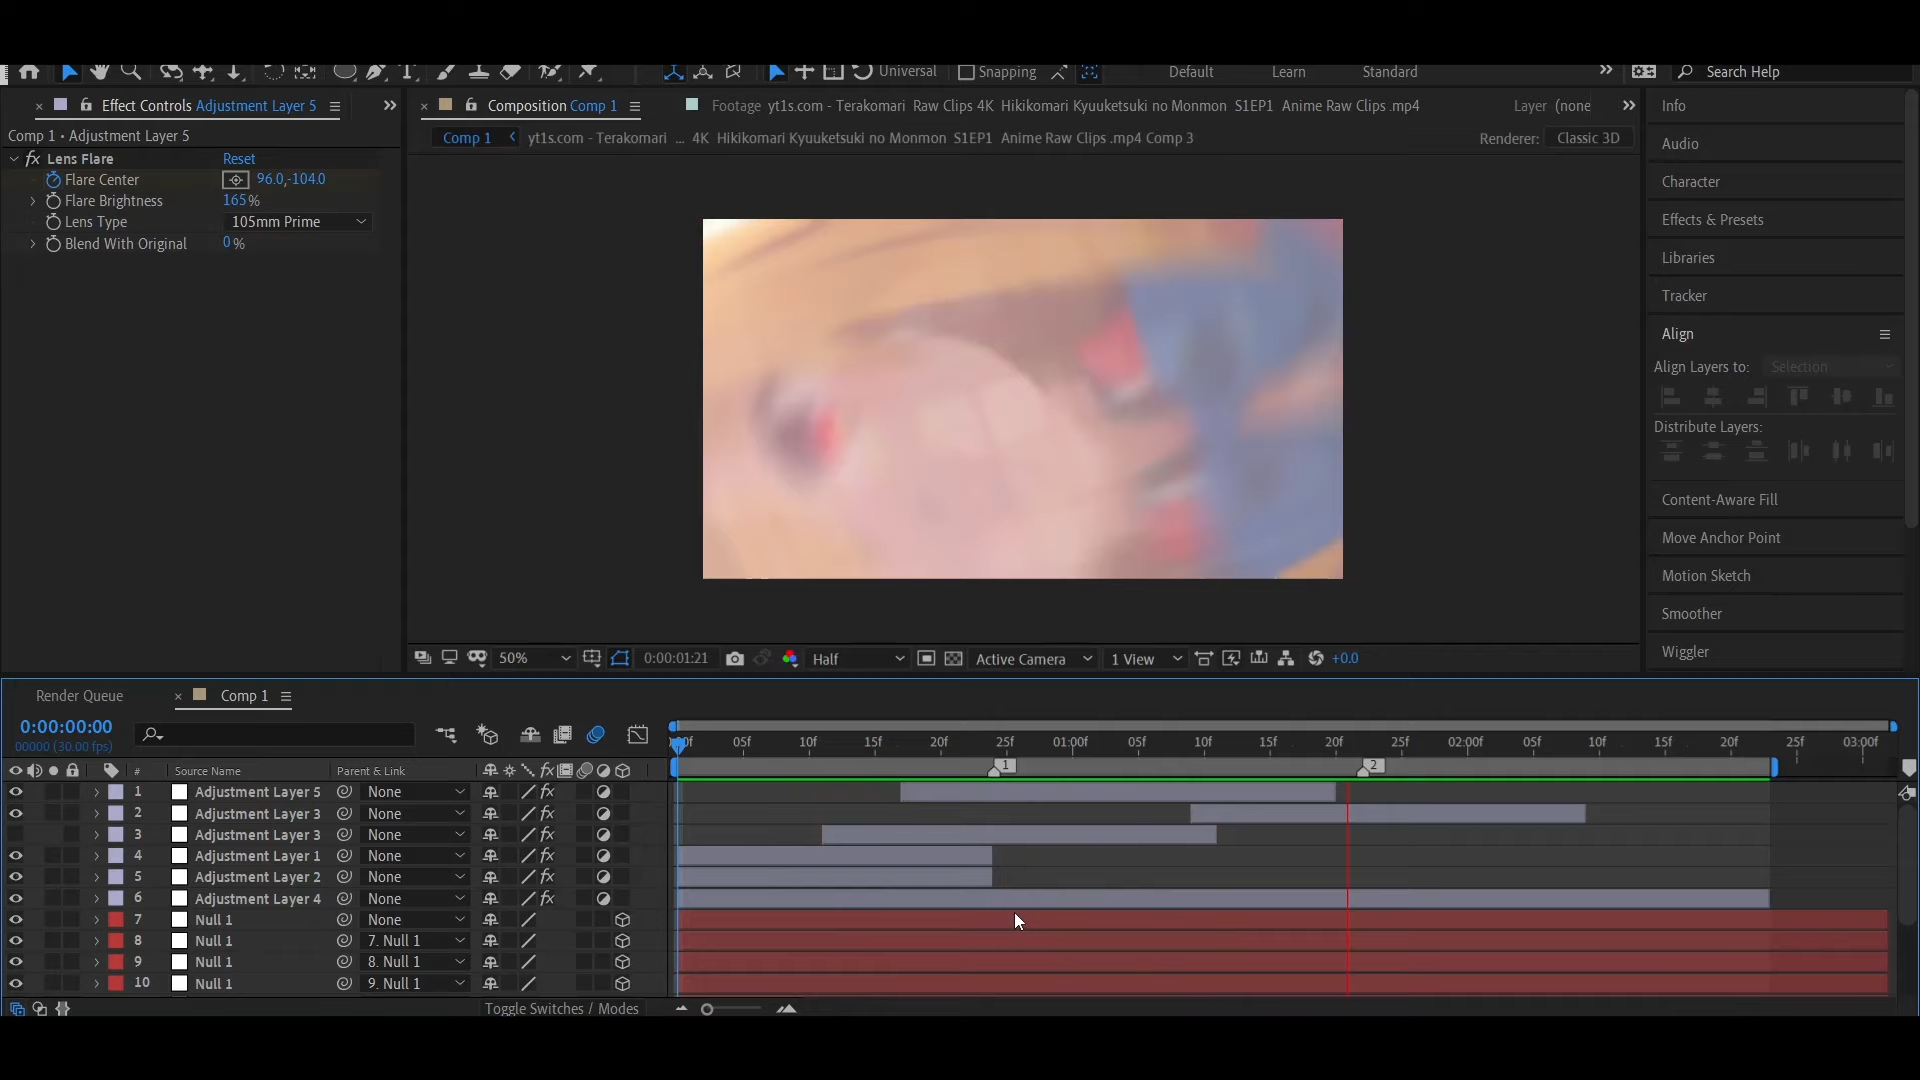 Universal Snapping Default Learn Standard Search Help
Effect Controls Adjustment Layer 5
Composition Comp 1
Footage yt1s.com - Terakomari Raw Clips 4K Hikikomari Kyuuketsuki no Monmon S1EP1 Anime Raw Clips .mp4
Layer (none
Info
Comp 1 • Adjustment Layer 5
Comp 1
yt1s.com - Terakomari ... 4K Hikikomari Kyuuketsuki no Monmon S1EP1 Anime Raw Clips .mp4 Comp 3
Renderer: Classic 3D
Audio
fx Lens Flare Reset
Flare Center 96.0,-104.0
Flare Brightness 165%
Lens Type 105mm Prime
Blend With Original 0%
Character
Effects & Presets
Libraries
Tracker
Align
Align Layers to: Selection
Distribute Layers:
Content-Aware Fill
Move Anchor Point
Motion Sketch
Smoother
Wiggler
50% 0:00:01:21 Half Active Camera 1 View +0.0
Render Queue Comp 1
0:00:00:00
00000 (30.00 fps)
05f 10f 15f 20f 25f 01:00f 05f 10f 15f 20f 25f 02:00f 05f 10f 15f 20f 25f 03:00f
1 2
# Source Name Parent & Link fx
1 Adjustment Layer 5 None fx
2 Adjustment Layer 3 None fx
3 Adjustment Layer 3 None
4 Adjustment Layer 1 None fx
5 Adjustment Layer 2 None fx
6 Adjustment Layer 4 None fx
7 Null 1 None
8 Null 1 7. Null 1
9 Null 1 8. Null 1
10 Null 1 9. Null 1
Toggle Switches / Modes